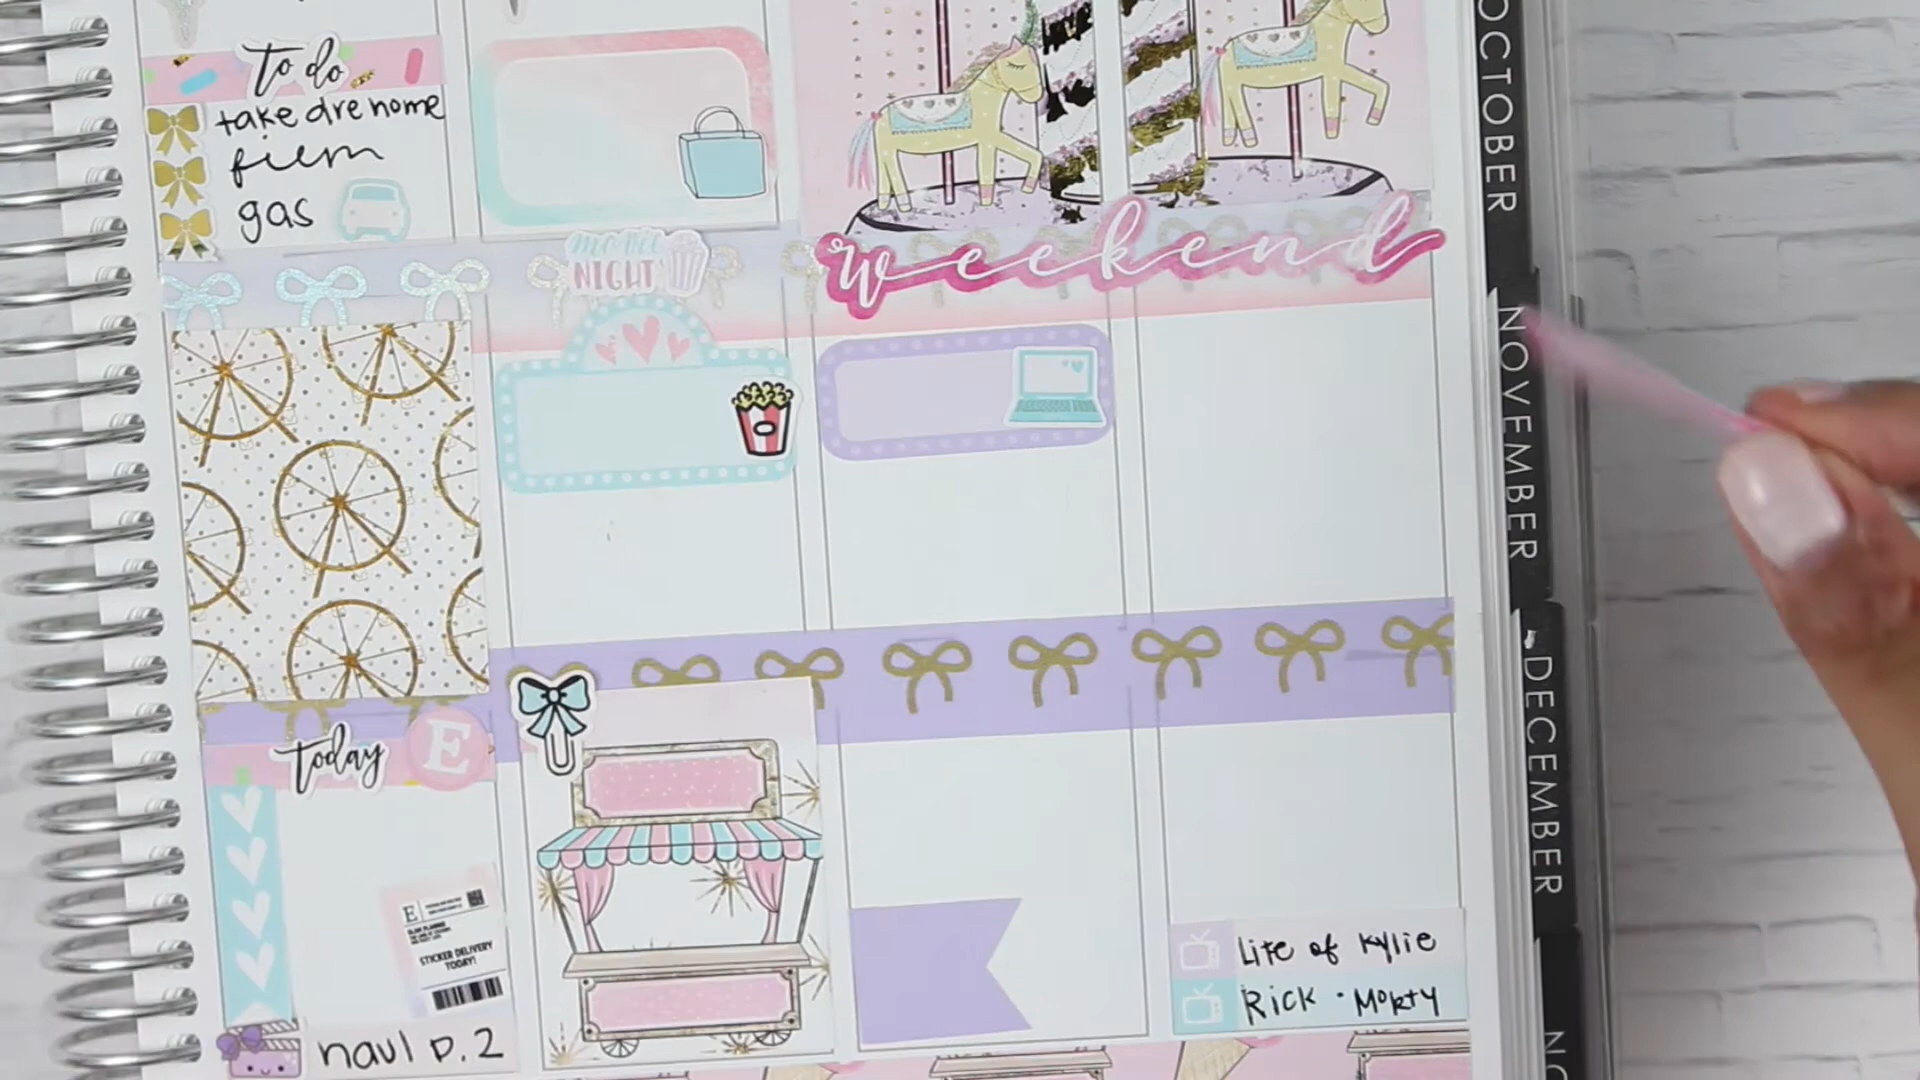 to do
take dre home
film
gas
movie
NIGHT
weekend
today
E
E
STICKER DELIVERY
TODAY!
haul p. 2
Life of Kylie
Rick · Morty
OCTOBER
NOVEMBER
DECEMBER
NO